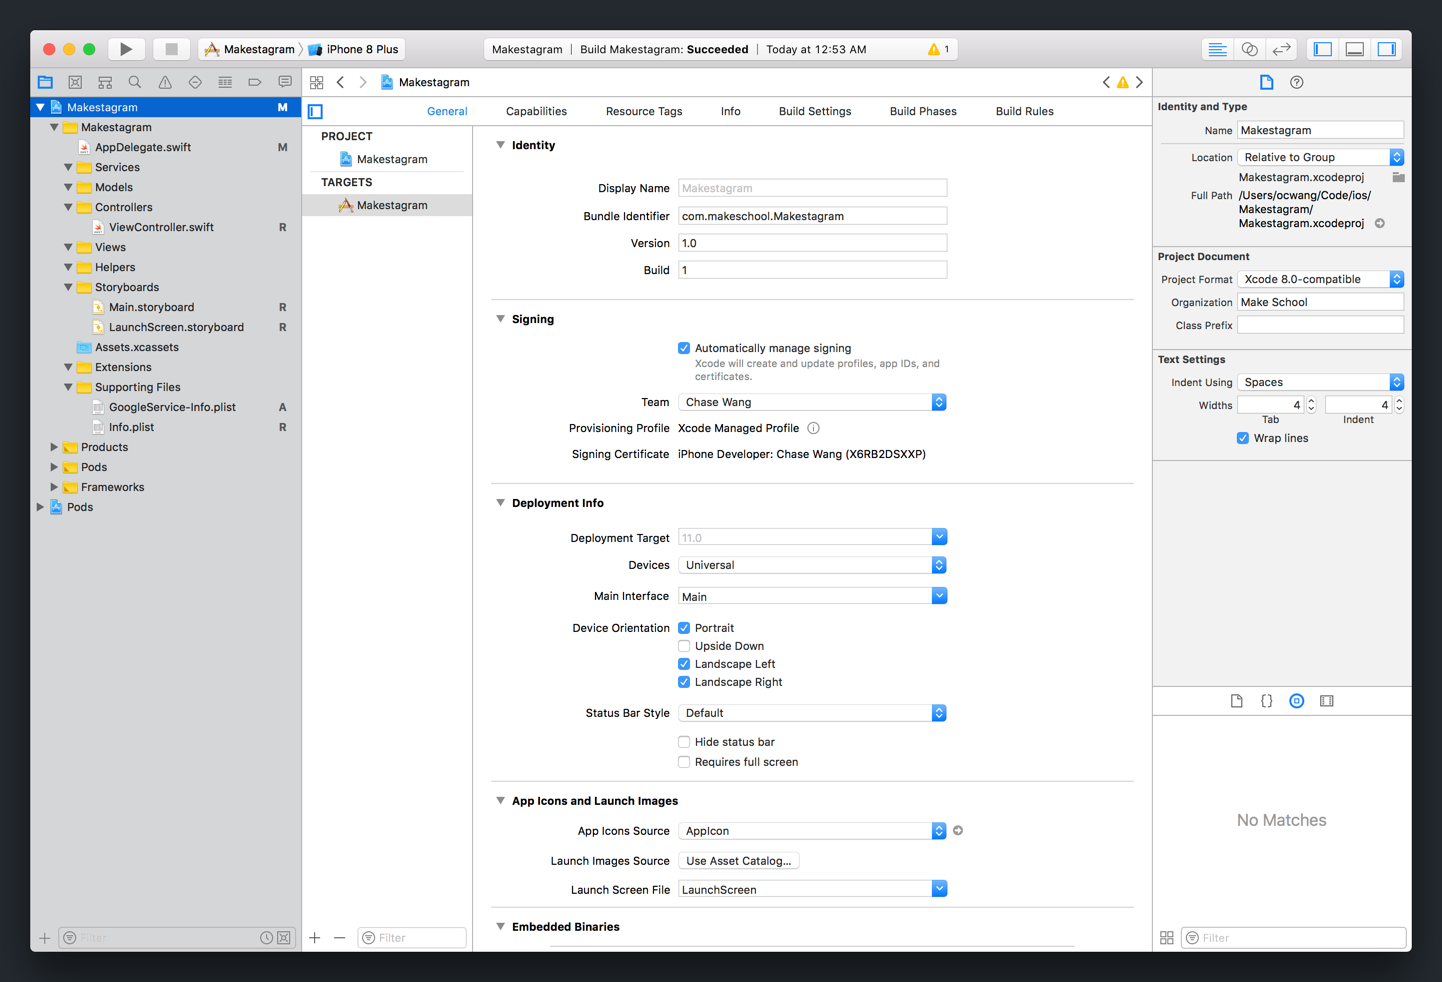 Makestagram
iPhone 8 Plus
Makestagram | Build Makestagram: Succeeded | Today at 12:53 AM
1
Makestagram M
Makestagram
AppDelegate.swift M
Services
Models
Controllers
ViewController.swift R
Views
Helpers
Storyboards
Main.storyboard R
LaunchScreen.storyboard R
Assets.xcassets
Extensions
Supporting Files
GoogleService-Info.plist A
Info.plist R
Products
Pods
Frameworks
Pods
Filter
Makestagram
General Capabilities Resource Tags Info Build Settings Build Phases Build Rules
PROJECT
Makestagram
TARGETS
Makestagram
Filter
Identity
Display Name Makestagram
Bundle Identifier com.makeschool.Makestagram
Version 1.0
Build 1
Signing
Automatically manage signing
Xcode will create and update profiles, app IDs, and
certificates.
Team Chase Wang
Provisioning Profile Xcode Managed Profile
Signing Certificate iPhone Developer: Chase Wang (X6RB2DSXXP)
Deployment Info
Deployment Target 11.0
Devices Universal
Main Interface Main
Device Orientation Portrait
Upside Down
Landscape Left
Landscape Right
Status Bar Style Default
Hide status bar
Requires full screen
App Icons and Launch Images
App Icons Source AppIcon
Launch Images Source Use Asset Catalog...
Launch Screen File LaunchScreen
Embedded Binaries
Identity and Type
Name Makestagram
Location Relative to Group
Makestagram.xcodeproj
Full Path /Users/ocwang/Code/ios/
Makestagram/
Makestagram.xcodeproj
Project Document
Project Format Xcode 8.0-compatible
Organization Make School
Class Prefix
Text Settings
Indent Using Spaces
Widths 4 4
Tab Indent
Wrap lines
No Matches
Filter